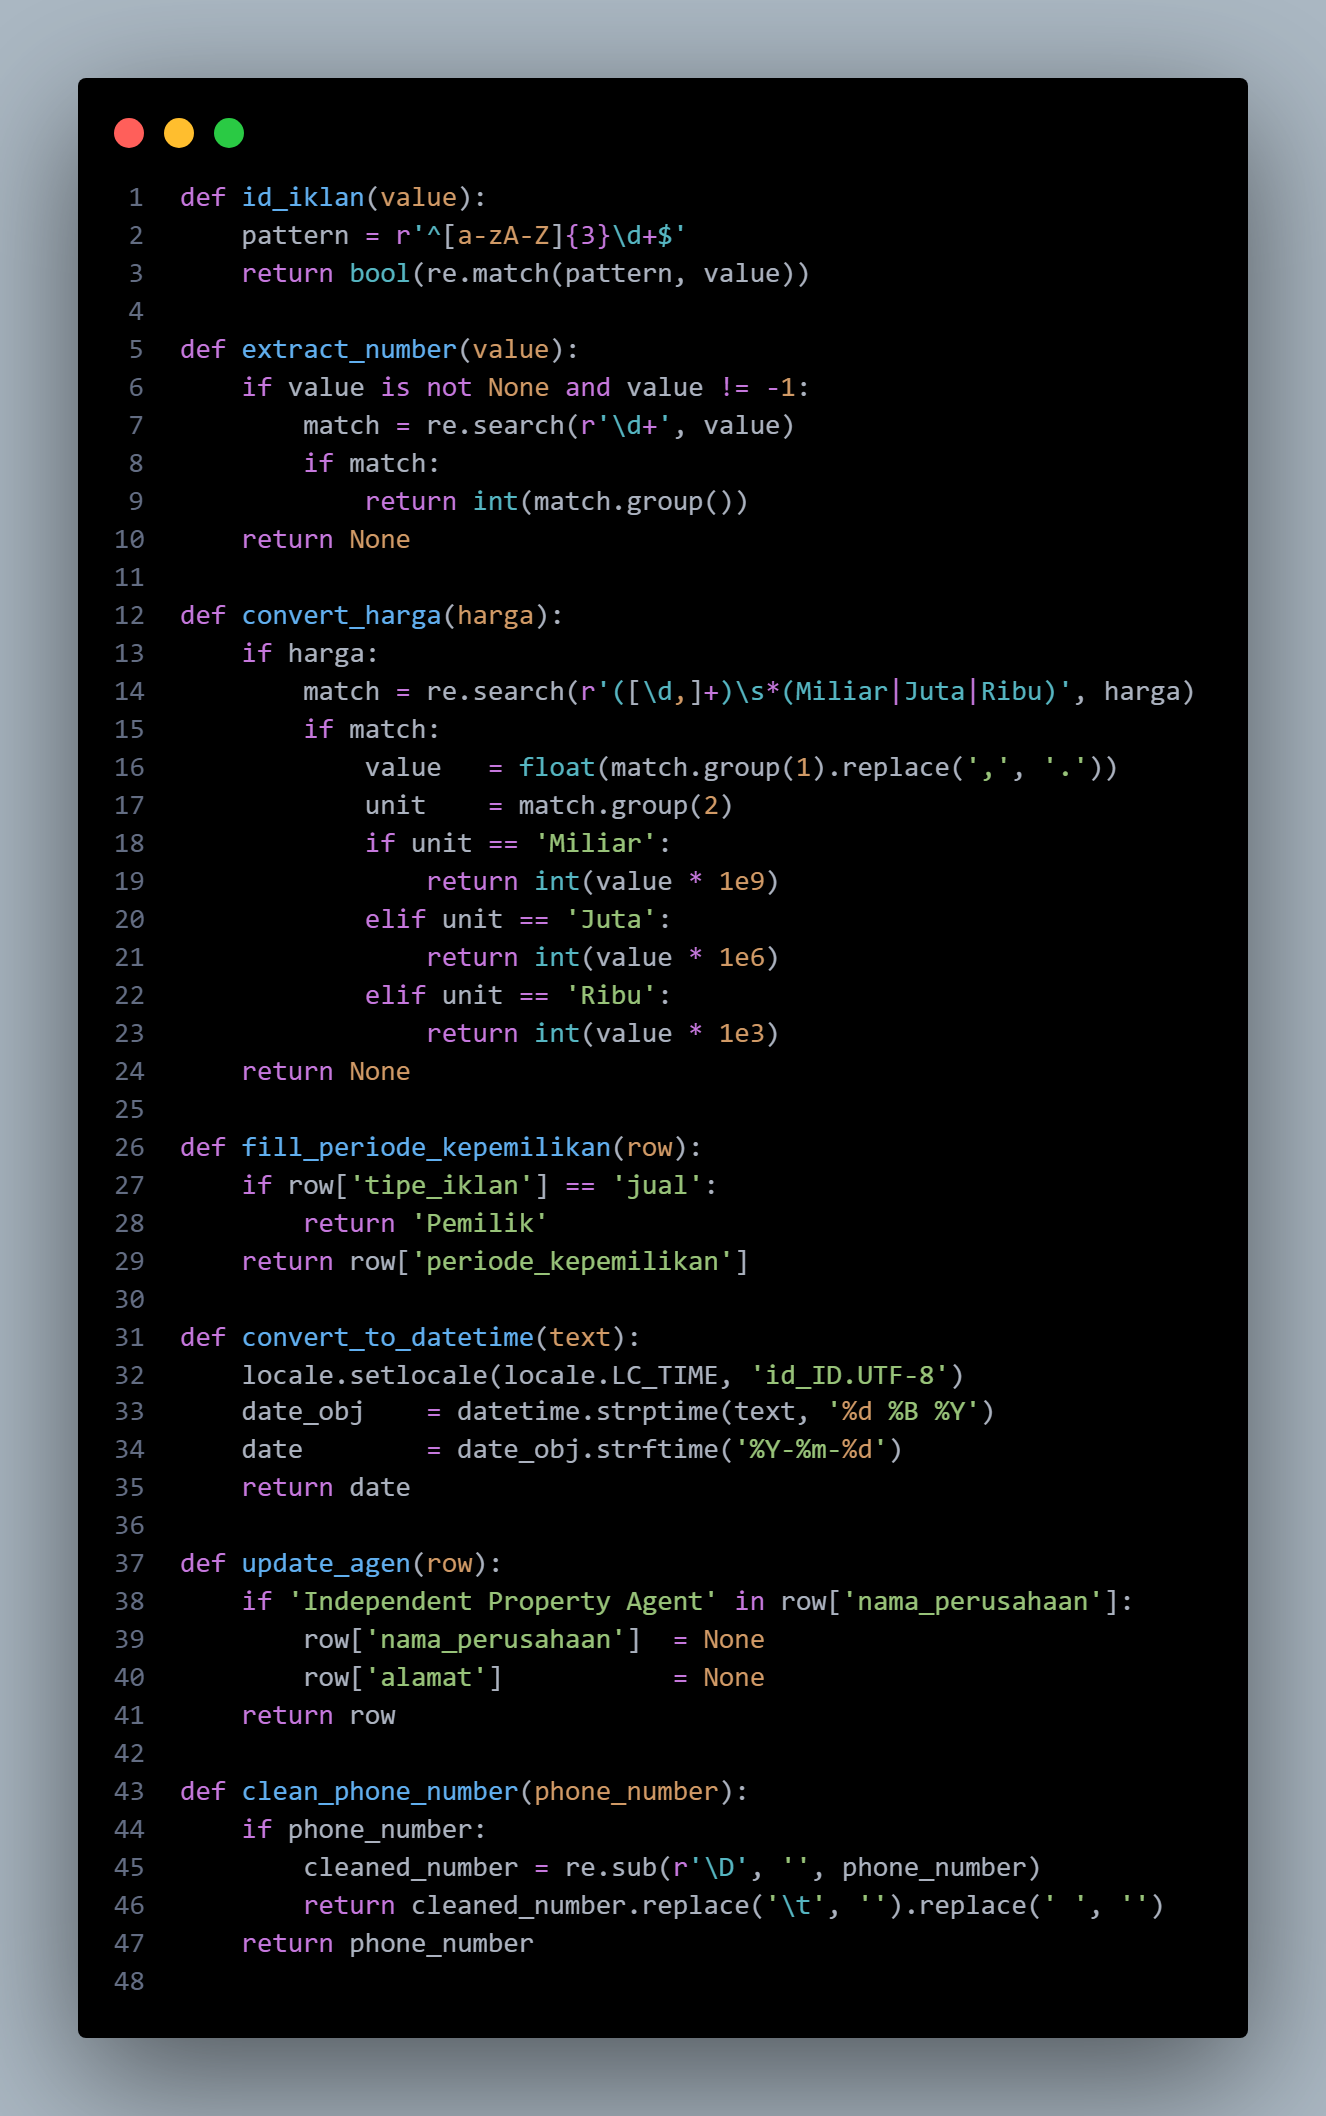 1 def id_iklan(value):
2     pattern = r'^[a-zA-Z]{3}\d+$'
3     return bool(re.match(pattern, value))
4
5 def extract_number(value):
6     if value is not None and value != -1:
7         match = re.search(r'\d+', value)
8         if match:
9             return int(match.group())
10     return None
11
12 def convert_harga(harga):
13     if harga:
14         match = re.search(r'([\d,]+)\s*(Miliar|Juta|Ribu)', harga)
15         if match:
16             value   = float(match.group(1).replace(',', '.'))
17             unit    = match.group(2)
18             if unit == 'Miliar':
19                 return int(value * 1e9)
20             elif unit == 'Juta':
21                 return int(value * 1e6)
22             elif unit == 'Ribu':
23                 return int(value * 1e3)
24     return None
25
26 def fill_periode_kepemilikan(row):
27     if row['tipe_iklan'] == 'jual':
28         return 'Pemilik'
29     return row['periode_kepemilikan']
30
31 def convert_to_datetime(text):
32     locale.setlocale(locale.LC_TIME, 'id_ID.UTF-8')
33     date_obj    = datetime.strptime(text, '%d %B %Y')
34     date        = date_obj.strftime('%Y-%m-%d')
35     return date
36
37 def update_agen(row):
38     if 'Independent Property Agent' in row['nama_perusahaan']:
39         row['nama_perusahaan']  = None
40         row['alamat']           = None
41     return row
42
43 def clean_phone_number(phone_number):
44     if phone_number:
45         cleaned_number = re.sub(r'\D', '', phone_number)
46         return cleaned_number.replace('\t', '').replace(' ', '')
47     return phone_number
48